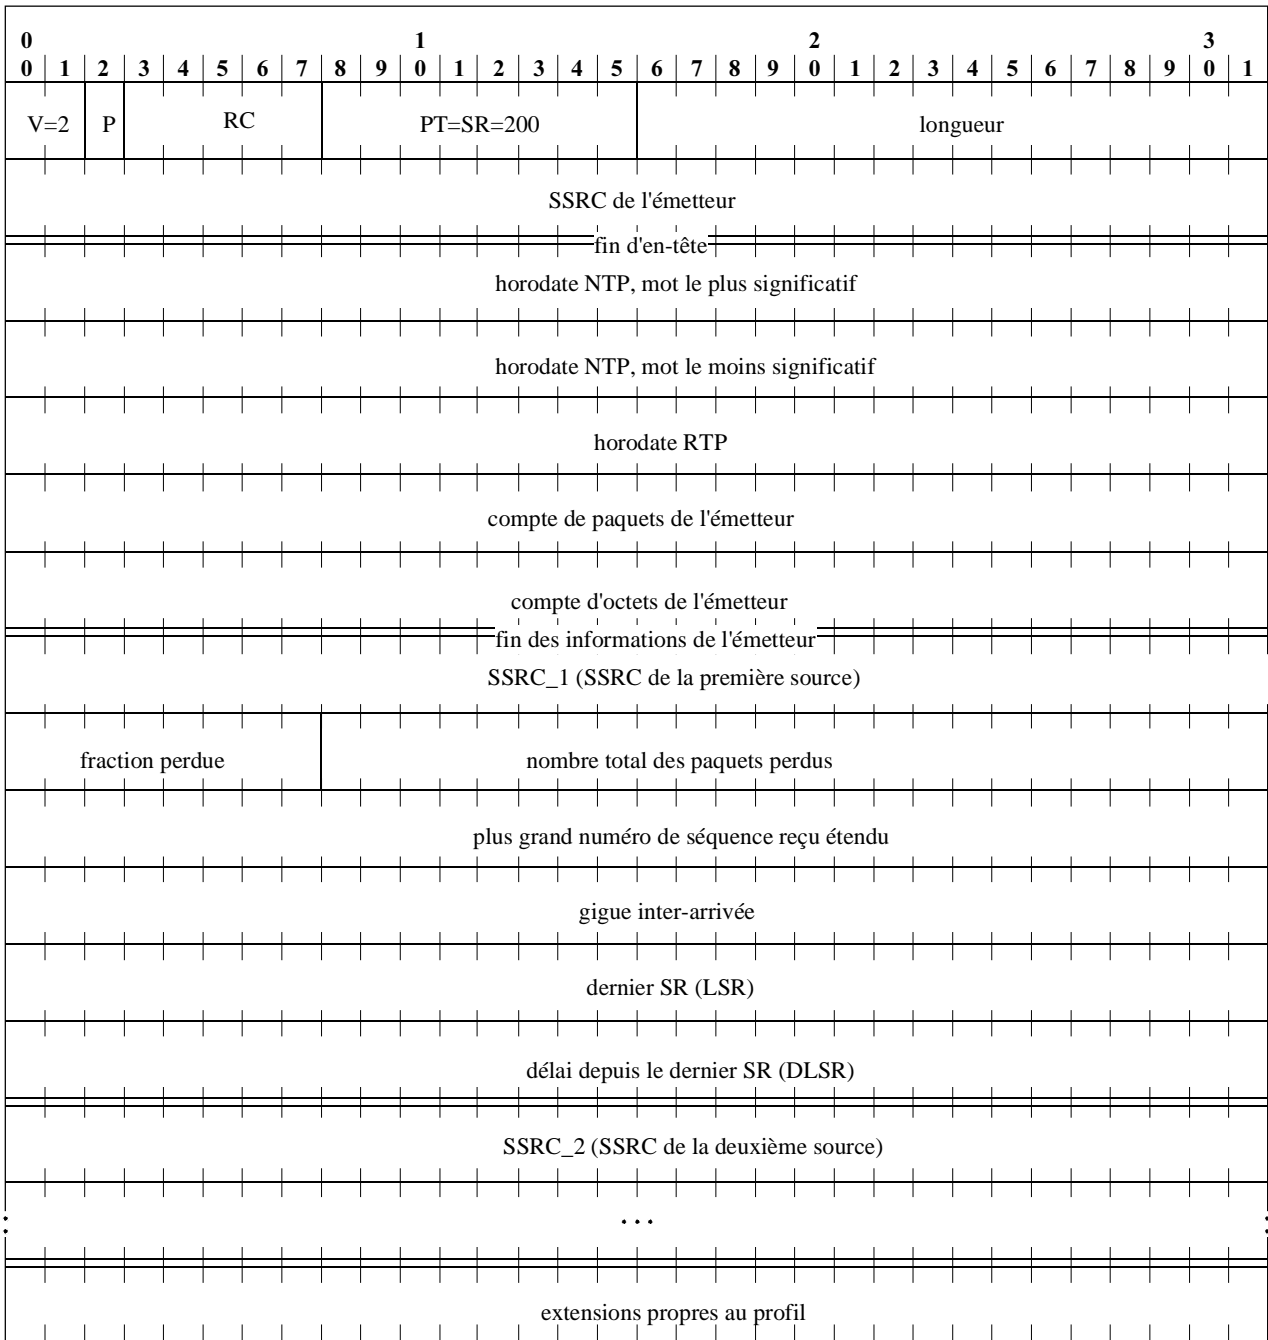 0 1 2 3
0 1 2 3 4 5 6 7 8 9 0 1 2 3 4 5 6 7 8 9 0 1 2 3 4 5 6 7 8 9 0 1
V=2 P RC PT=SR=200 longueur
SSRC de l'émetteur
fin d'en-tête
horodate NTP, mot le plus significatif
horodate NTP, mot le moins significatif
horodate RTP
compte de paquets de l'émetteur
compte d'octets de l'émetteur
fin des informations de l'émetteur
SSRC_1 (SSRC de la première source)
fraction perdue nombre total des paquets perdus
plus grand numéro de séquence reçu étendu
gigue inter-arrivée
dernier SR (LSR)
délai depuis le dernier SR (DLSR)
SSRC_2 (SSRC de la deuxième source)
: ... :
extensions propres au profil